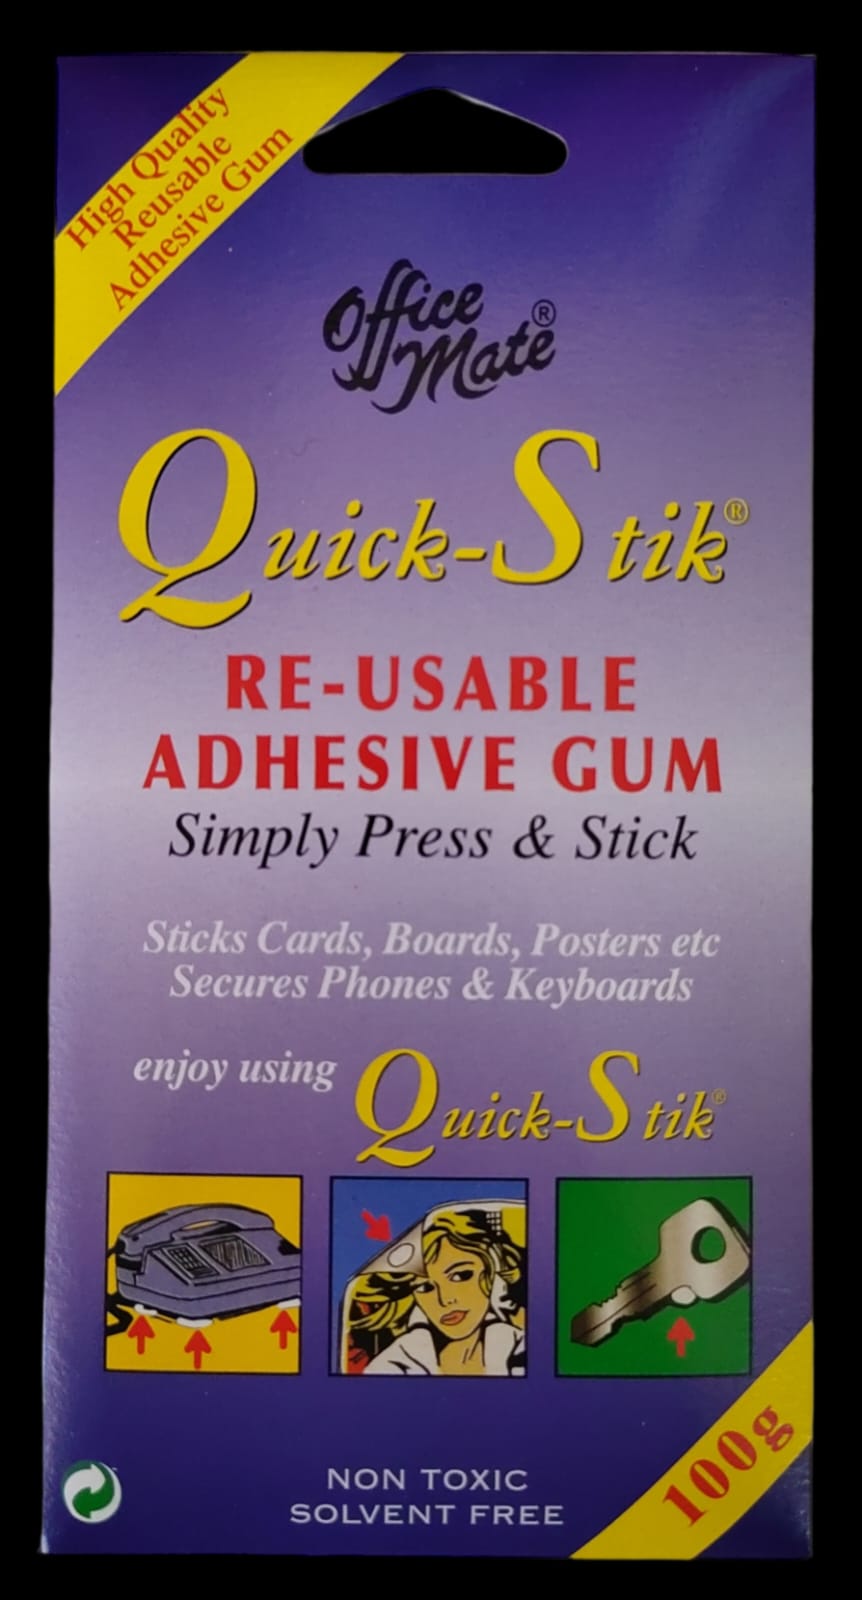 High Quality
Reusable
Adhesive Gum
Office
Mate®
Quick-Stik®
RE-USABLE
ADHESIVE GUM
Simply Press & Stick
Sticks Cards, Boards, Posters etc
Secures Phones & Keyboards
enjoy using Quick-Stik®
NON TOXIC
SOLVENT FREE
100g